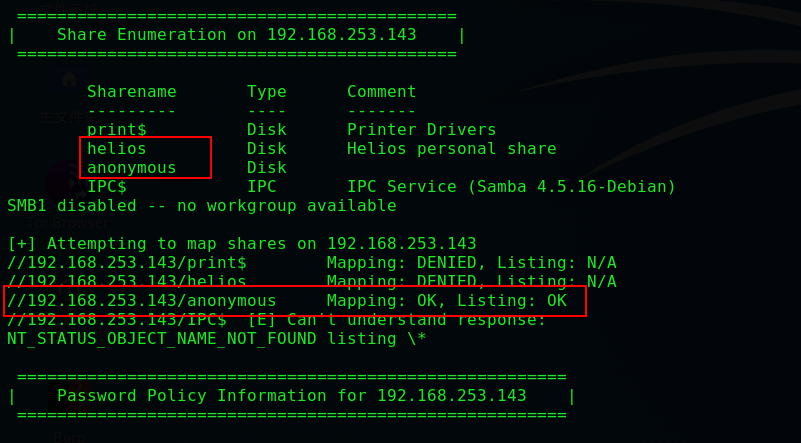 =============================================
|    Share Enumeration on 192.168.253.143    |
=============================================
Sharename       Type      Comment
---------       ----      -------
print$          Disk      Printer Drivers
helios          Disk      Helios personal share
anonymous       Disk
IPC$            IPC       IPC Service (Samba 4.5.16-Debian)
SMB1 disabled -- no workgroup available
[+] Attempting to map shares on 192.168.253.143
//192.168.253.143/print$        Mapping: DENIED, Listing: N/A
//192.168.253.143/helios        Mapping: DENIED, Listing: N/A
//192.168.253.143/anonymous     Mapping: OK, Listing: OK
//192.168.253.143/IPC$  [E] Can't understand response:
NT_STATUS_OBJECT_NAME_NOT_FOUND listing \*
========================================================
|    Password Policy Information for 192.168.253.143    |
========================================================